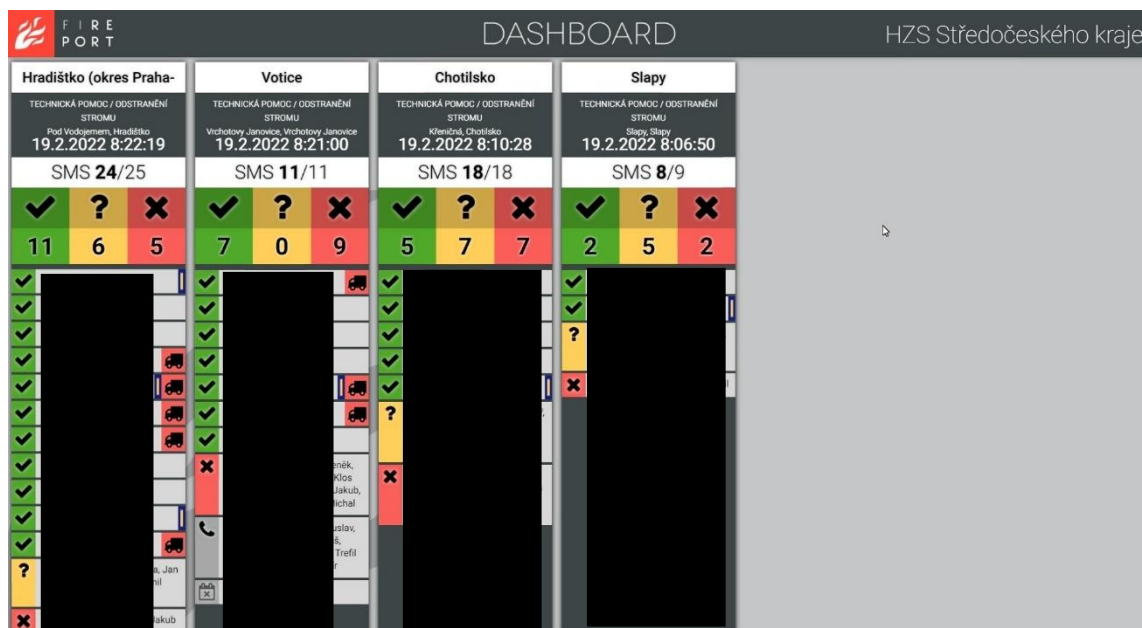 FIRE
PORT
DASHBOARD
HZS Středočeského kraje
Hradištko (okres Praha-
TECHNICKÁ POMOC / ODSTRANĚNÍ
STROMU
Pod Vodojemem, Hradištko
19.2.2022 8:22:19
SMS 24/25
11 6 5
a, Jan
nil
Jakub
Votice
TECHNICKÁ POMOC / ODSTRANĚNÍ
STROMU
Vrchotovy Janovice, Vrchotovy Janovice
19.2.2022 8:21:00
SMS 11/11
? 
7 0 9
eněk,
Klos
Jakub,
lichal
uslav,
š,
Trefil
r
Chotilsko
TECHNICKÁ POMOC / ODSTRANĚNÍ
STROMU
Křeničná, Chotilsko
19.2.2022 8:10:28
SMS 18/18
5 7 7
Slapy
TECHNICKÁ POMOC / ODSTRANĚNÍ
STROMU
Slapy, Slapy
19.2.2022 8:06:50
SMS 8/9
2 5 2